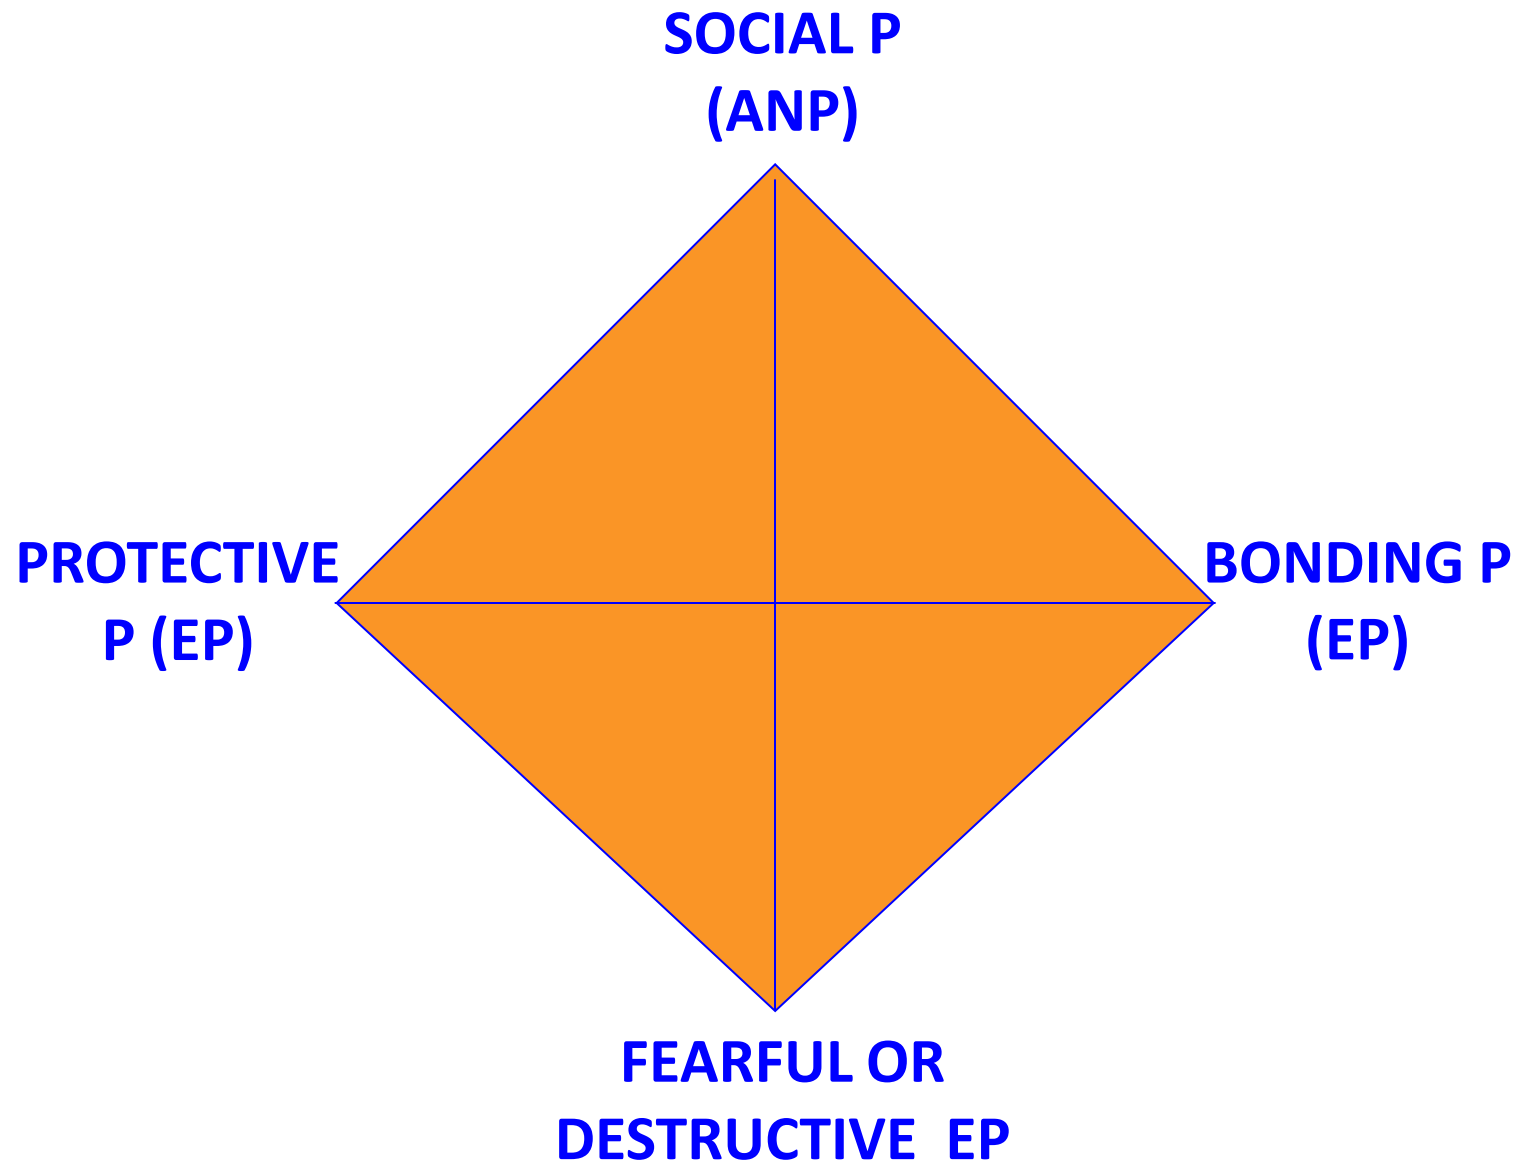 SOCIAL P
(ANP)
PROTECTIVE
P (EP)
BONDING P
(EP)
FEARFUL OR
DESTRUCTIVE  EP